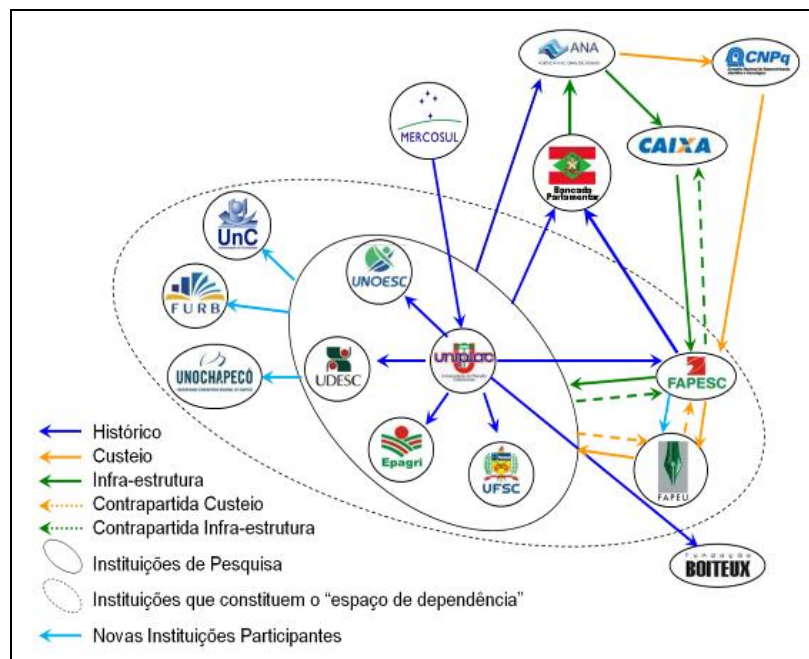 ANA
CNPq
MERCOSUL
CAIXA
Bancada
Parlamentar
UnC
UNOESC
FURB
uniplac
UNOCHAPECÓ
UDESC
FAPESC
Epagri
UFSC
FAPEU
Fundação
BOITEUX
Histórico
Custeio
Infra-estrutura
Contrapartida Custeio
Contrapartida Infra-estrutura
Instituições de Pesquisa
Instituições que constituem o “espaço de dependência”
Novas Instituições Participantes